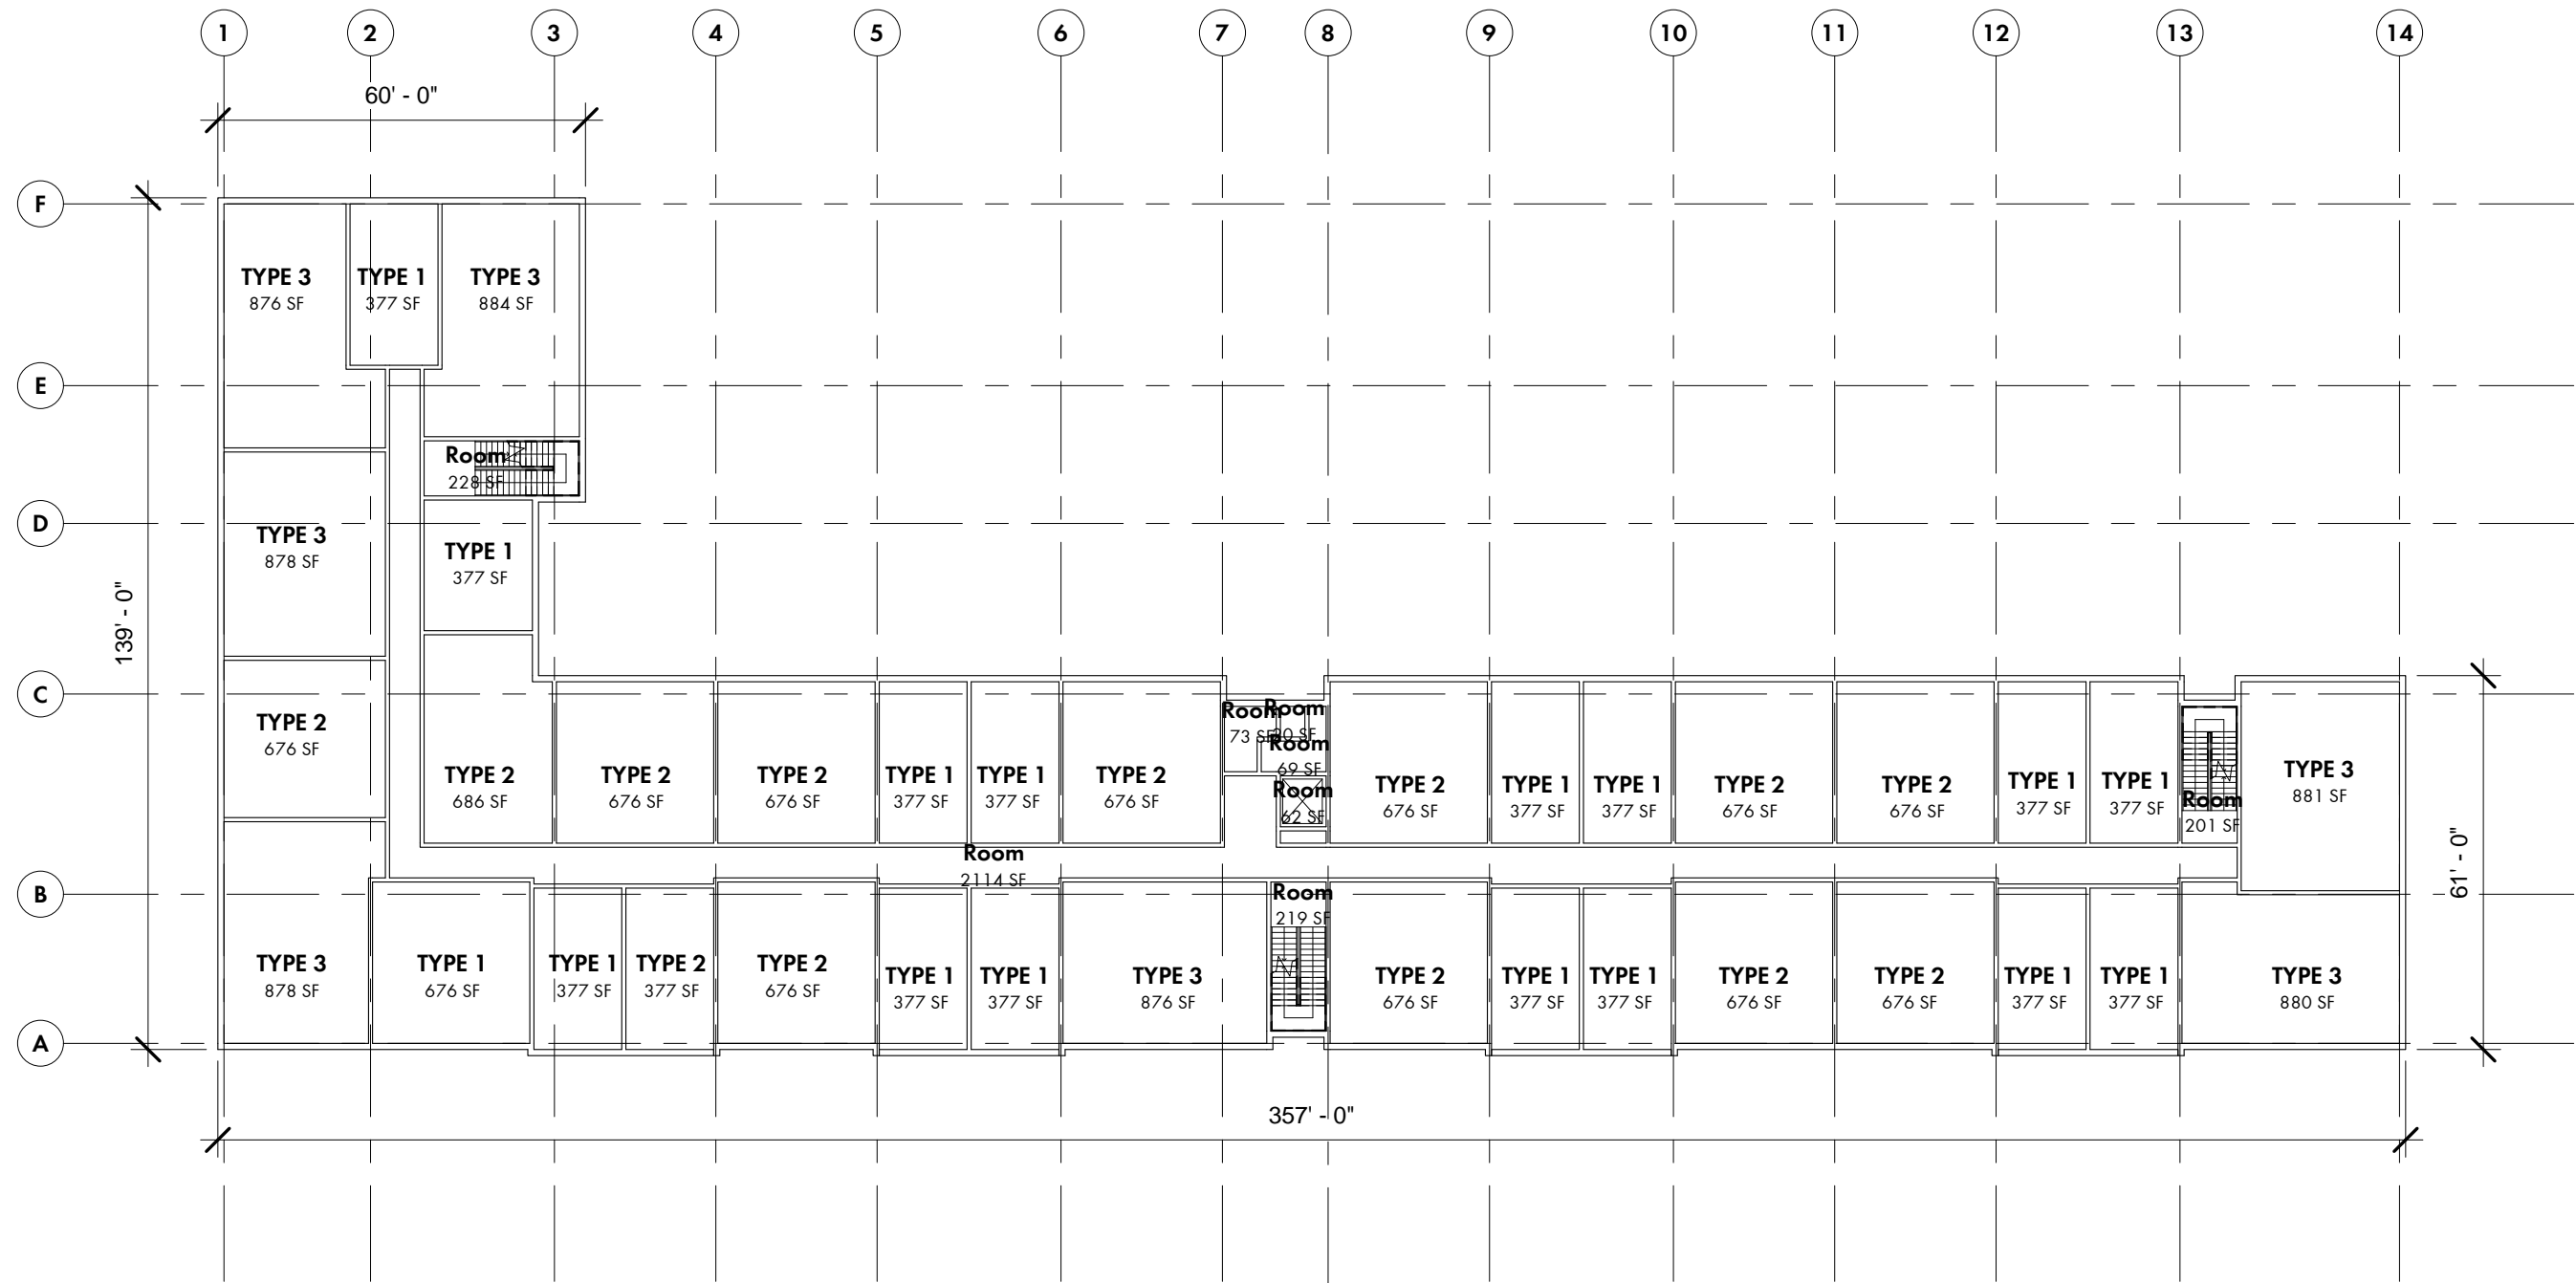 1
2
3
4
5
6
7
8
9
10
11
12
13
14
60' - 0"
F
TYPE 3
876 SF
TYPE 1
377 SF
TYPE 3
884 SF
E
Room
228 SF
D
TYPE 3
878 SF
TYPE 1
377 SF
139' - 0"
C
TYPE 2
676 SF
TYPE 2
686 SF
TYPE 2
676 SF
TYPE 2
676 SF
TYPE 1
377 SF
TYPE 1
377 SF
TYPE 2
676 SF
Room
73 SF
Room
30 SF
Room
69 SF
Room
62 SF
TYPE 2
676 SF
TYPE 1
377 SF
TYPE 1
377 SF
TYPE 2
676 SF
TYPE 2
676 SF
TYPE 1
377 SF
TYPE 1
377 SF
Room
201 SF
TYPE 3
881 SF
Room
2114 SF
B
Room
219 SF
61' - 0"
TYPE 3
878 SF
TYPE 1
676 SF
TYPE 1
377 SF
TYPE 2
377 SF
TYPE 2
676 SF
TYPE 1
377 SF
TYPE 1
377 SF
TYPE 3
876 SF
TYPE 2
676 SF
TYPE 1
377 SF
TYPE 1
377 SF
TYPE 2
676 SF
TYPE 2
676 SF
TYPE 1
377 SF
TYPE 1
377 SF
TYPE 3
880 SF
A
357' - 0"